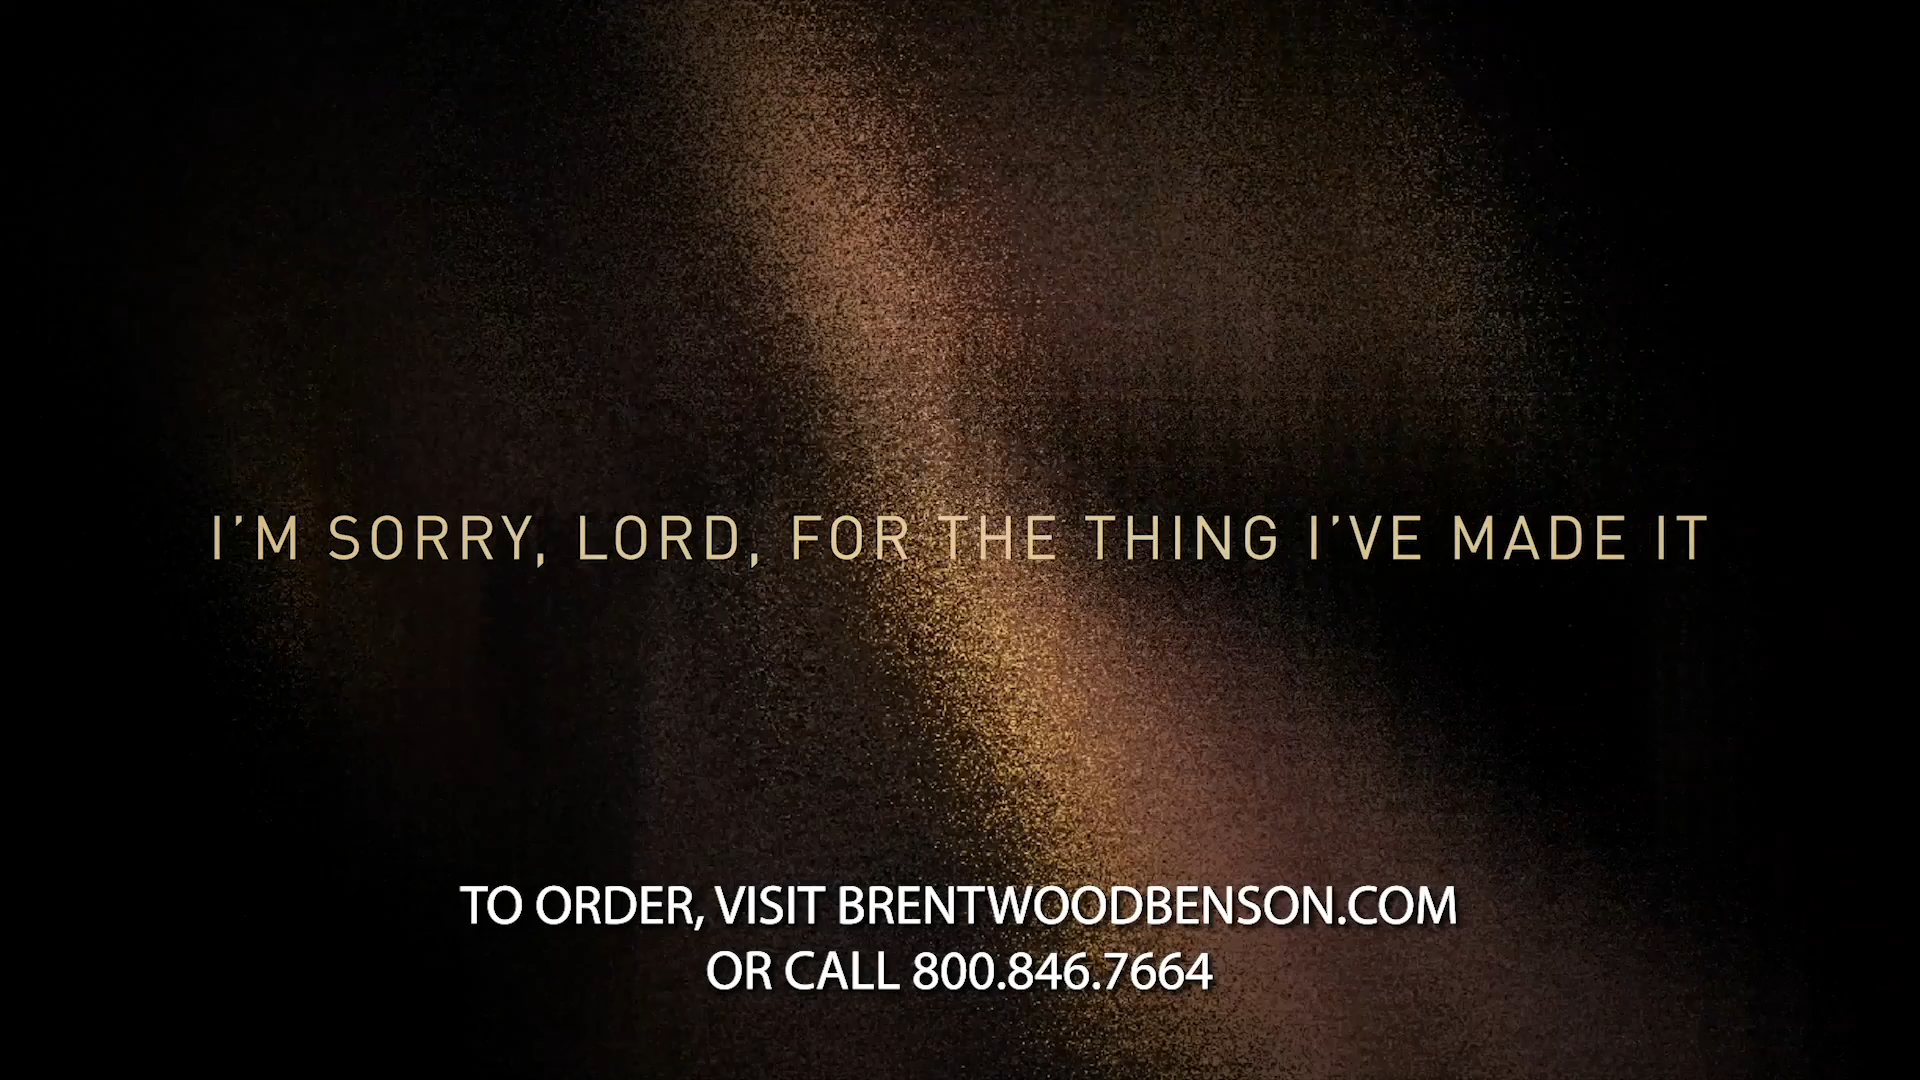 I’M SORRY, LORD, FOR THE THING I’VE MADE IT
TO ORDER, VISIT BRENTWOODBENSON.COM
OR CALL 800.846.7664